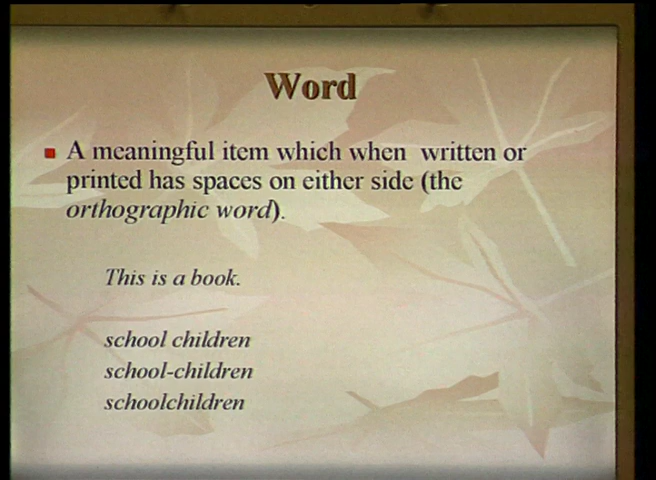 Word
A meaningful item which when written or
printed has spaces on either side (the
orthographic word).
This is a book.
school children
school-children
schoolchildren